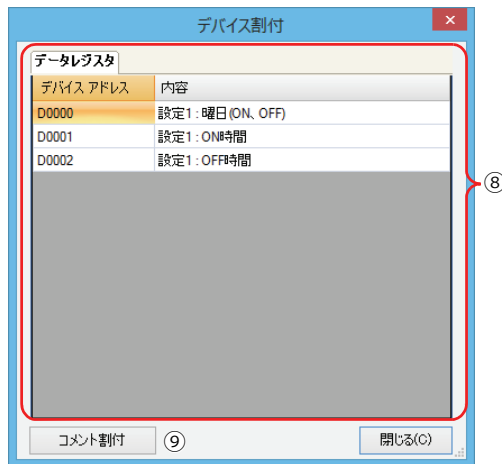 デバイス割付
データレジスタ
デバイス アドレス 内容
D0000 設定1 : 曜日(ON、OFF)
D0001 設定1 : ON時間
D0002 設定1 : OFF時間
⑧
コメント割付 ⑨ 閉じる(C)